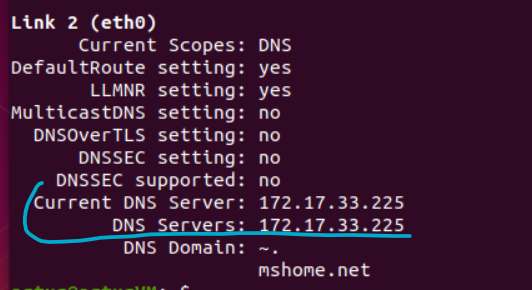 Link 2 (eth0)
Current Scopes: DNS
DefaultRoute setting: yes
LLMNR setting: yes
MulticastDNS setting: no
DNSOverTLS setting: no
DNSSEC setting: no
DNSSEC supported: no
Current DNS Server: 172.17.33.225
DNS Servers: 172.17.33.225
DNS Domain: ~.
mshome.net